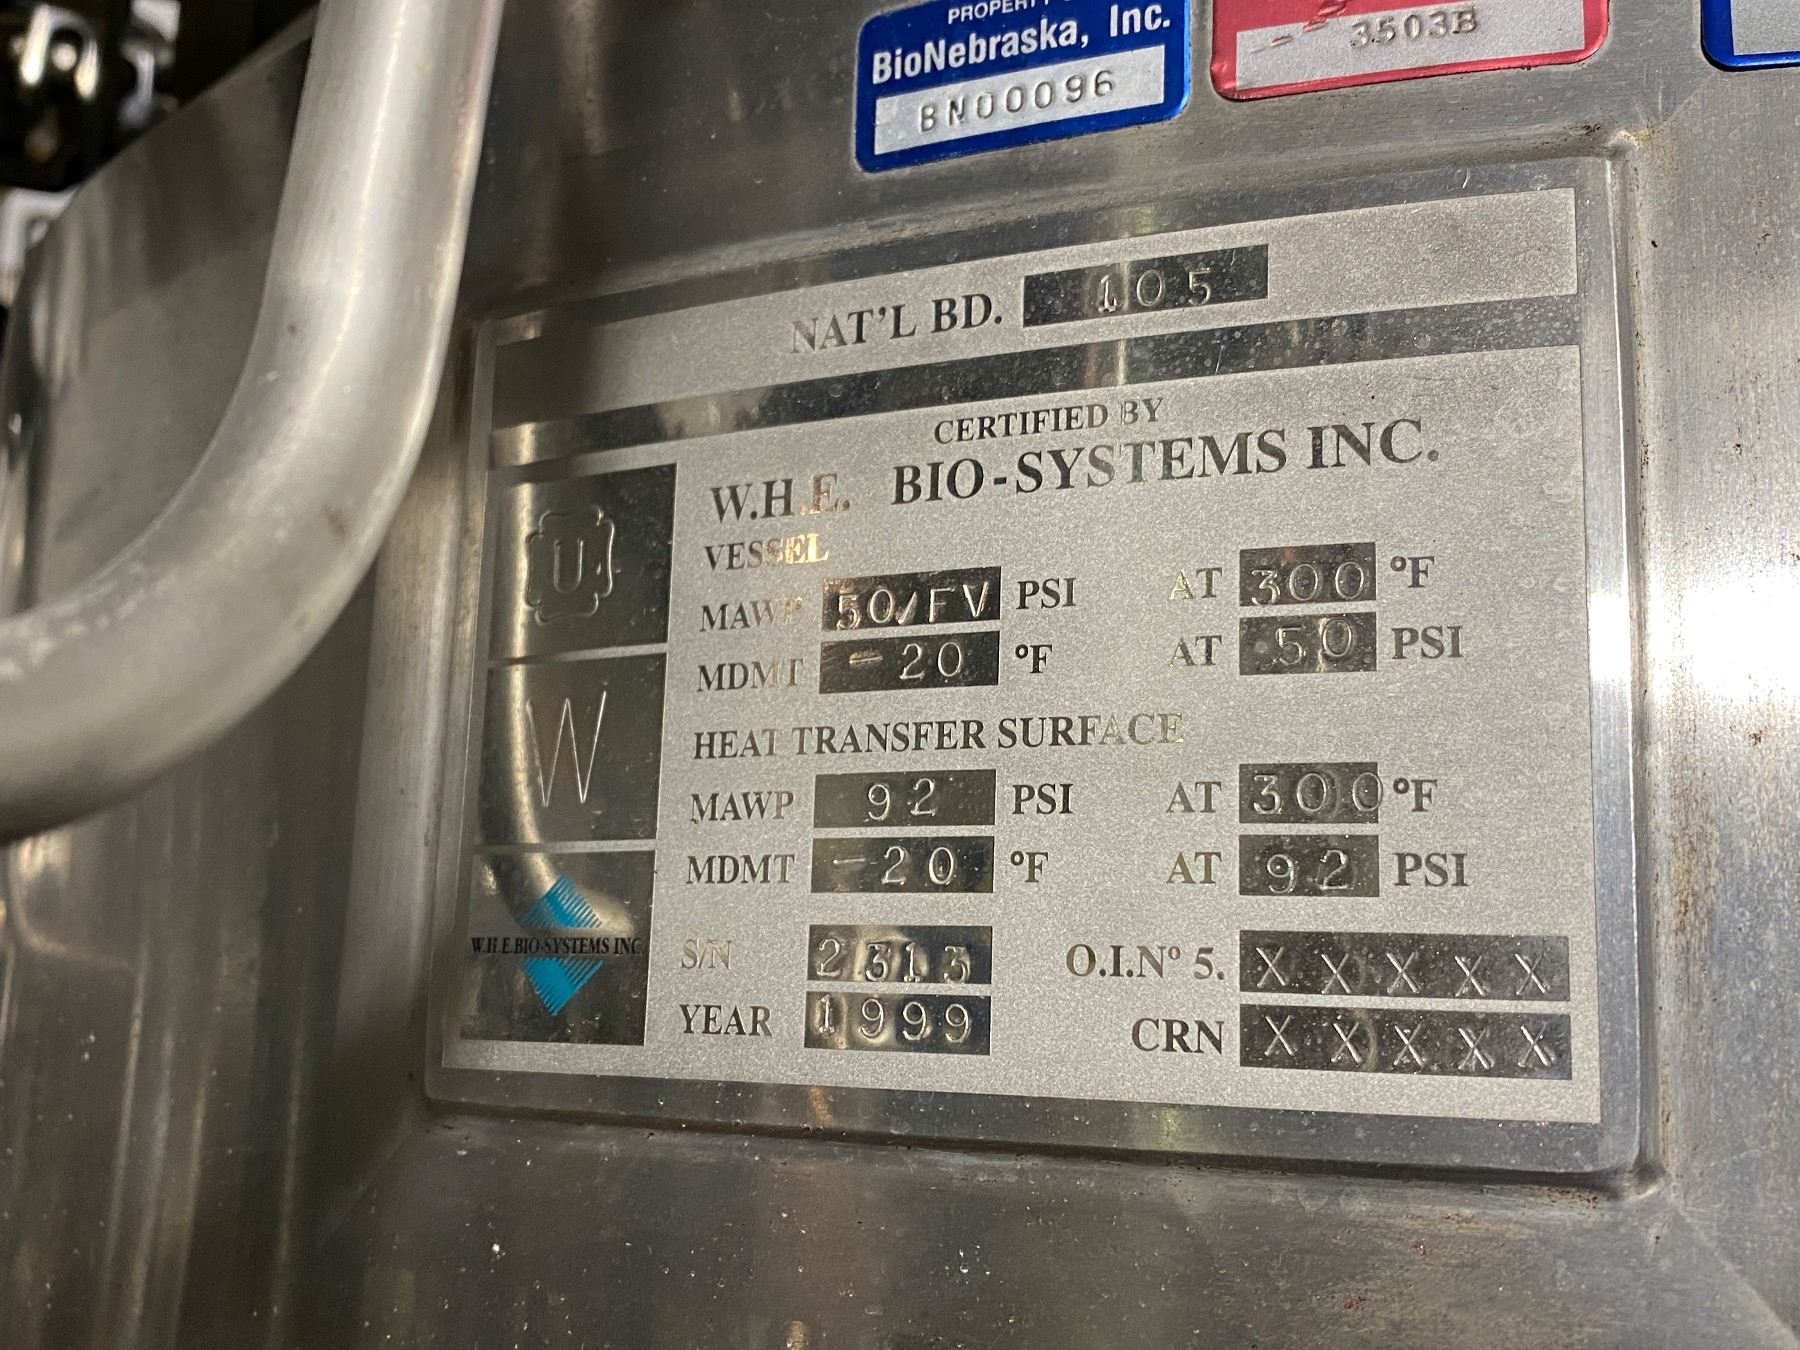 PROPERTY
BioNebraska, Inc.
BN00096
3503B
NAT'L BD. 105
CERTIFIED BY
W.H.E. BIO-SYSTEMS INC.
VESSEL
MAWP 50/FV PSI AT 300 °F
MDMT -20 °F AT 50 PSI
HEAT TRANSFER SURFACE
MAWP 92 PSI AT 300 °F
MDMT -20 °F AT 92 PSI
S/N 2313 O.I.Nº 5. XXXXX
YEAR 1999 CRN XXXXX
U
W
W.H.E.BIO-SYSTEMS INC.